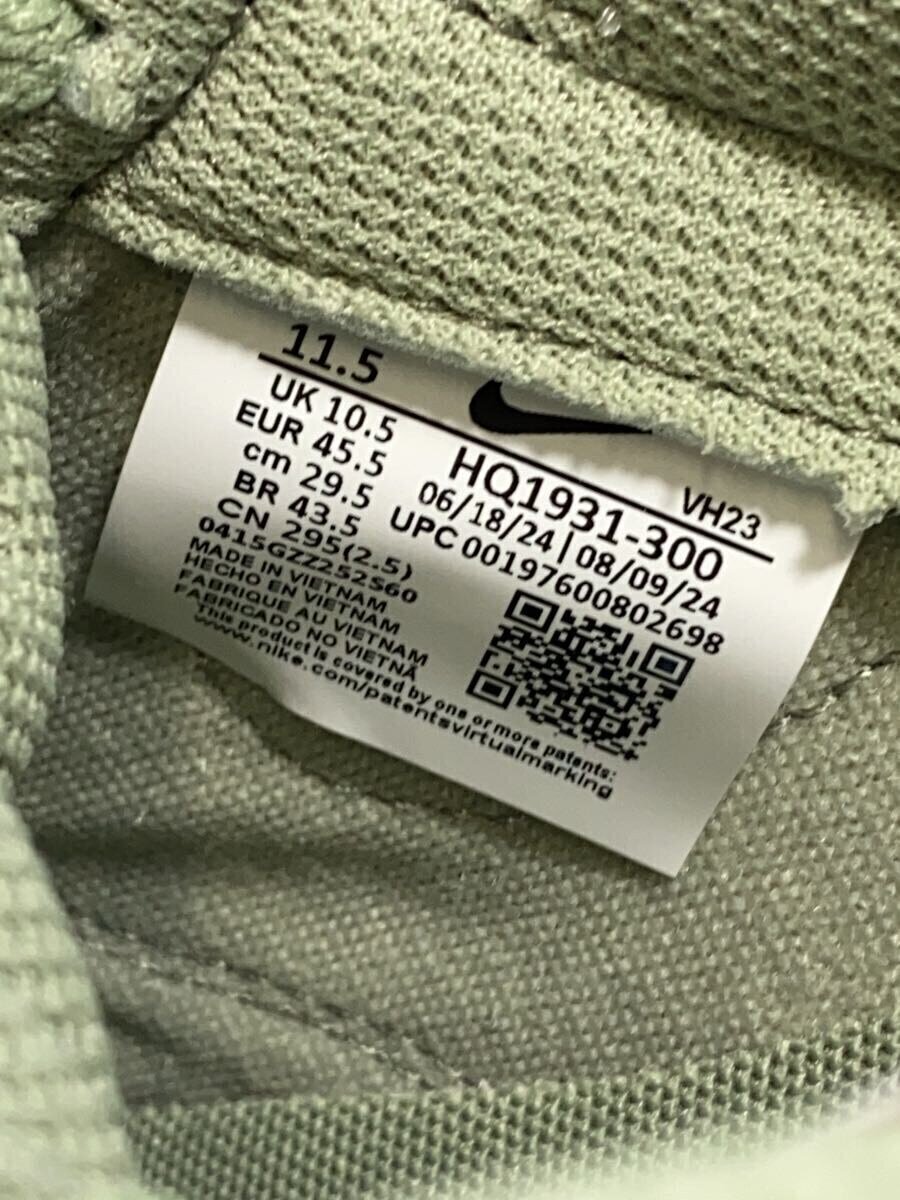 11.5
VH23
UK 10.5
EUR 45.5
cm 29.5
BR 43.5
CN 295(2.5)
HQ1931-300
06/18/24 | 08/09/24
UPC 00197600802698
0415GZZ252560
MADE IN VIETNAM
HECHO EN VIETNAM
FABRIQUE AU VIETNAM
FABRICADO NO VIETNÃ
This product is covered by one or more patents:
www.nike.com/patentsvirtualmarking